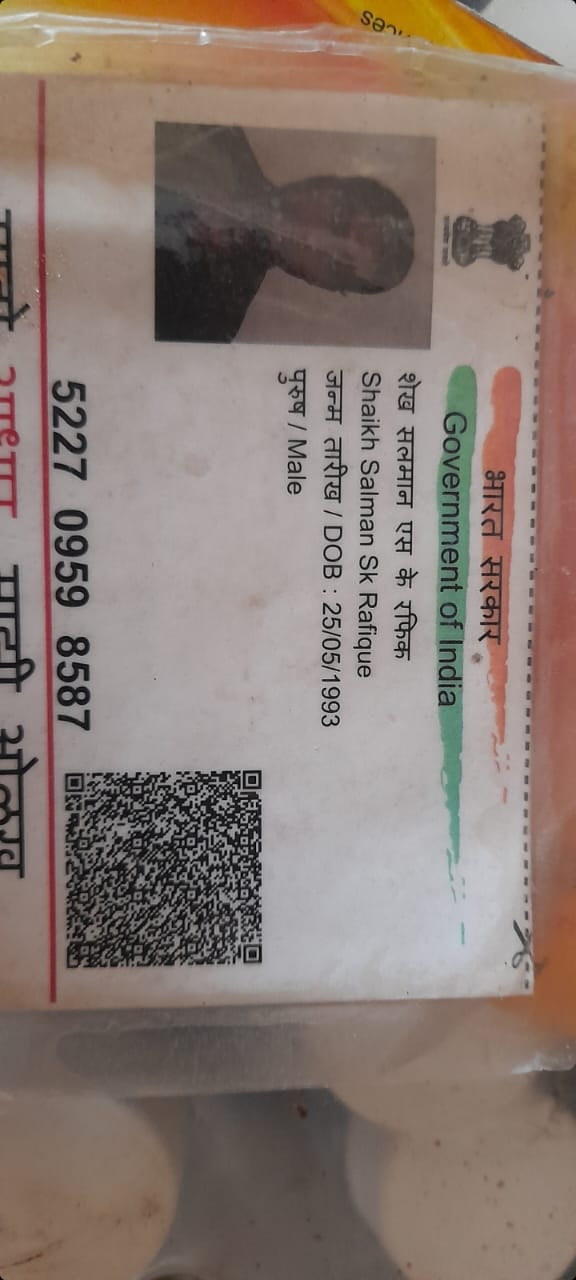 भारत सरकार
Government of India
शेख सलमान एस के रफिक
Shaikh Salman Sk Rafique
जन्म तारीख / DOB : 25/05/1993
पुरुष / Male
5227 0959 8587
माझी ओळख